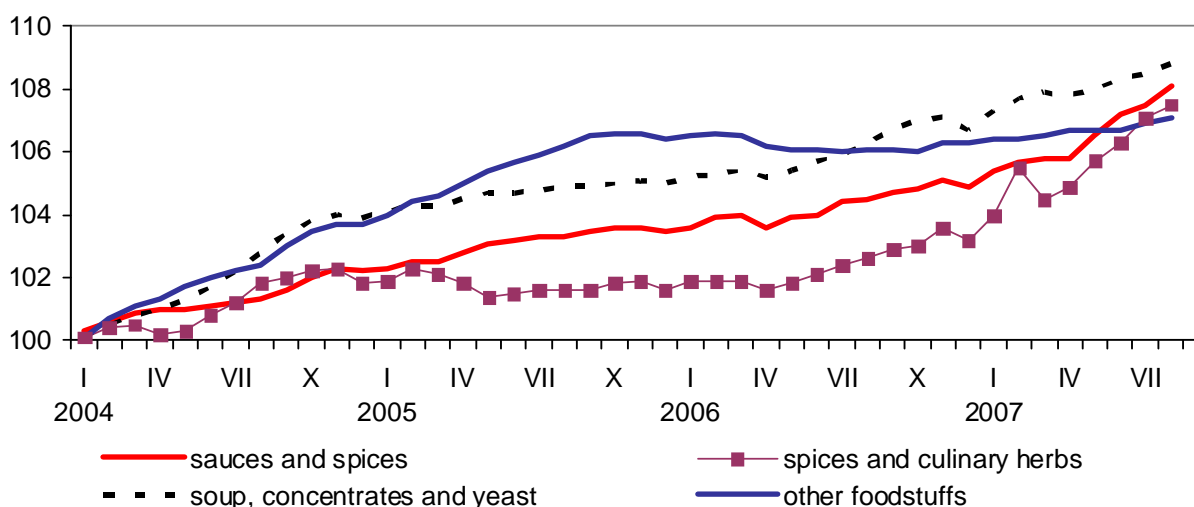 110
108
106
104
102
100
I IV VII X I IV VII X I IV VII X I IV VII
2004 2005 2006 2007
sauces and spices spices and culinary herbs
soup, concentrates and yeast other foodstuffs